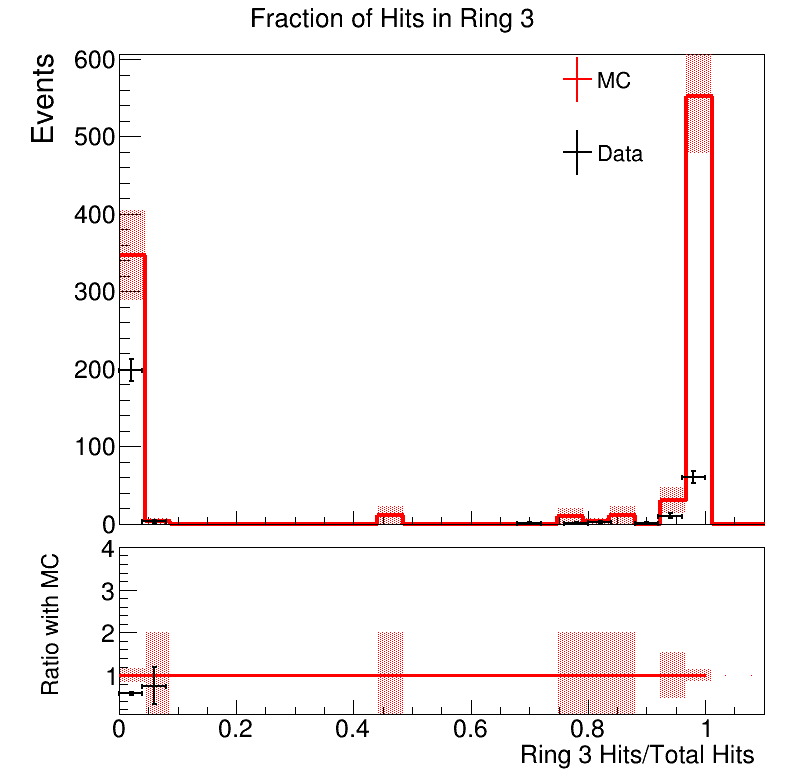 Fraction of Hits in Ring 3
Events
600
500
400
300
200
100
0
MC
Data
Ratio with MC
4
3
2
1
0 0.2 0.4 0.6 0.8 1
Ring 3 Hits/Total Hits